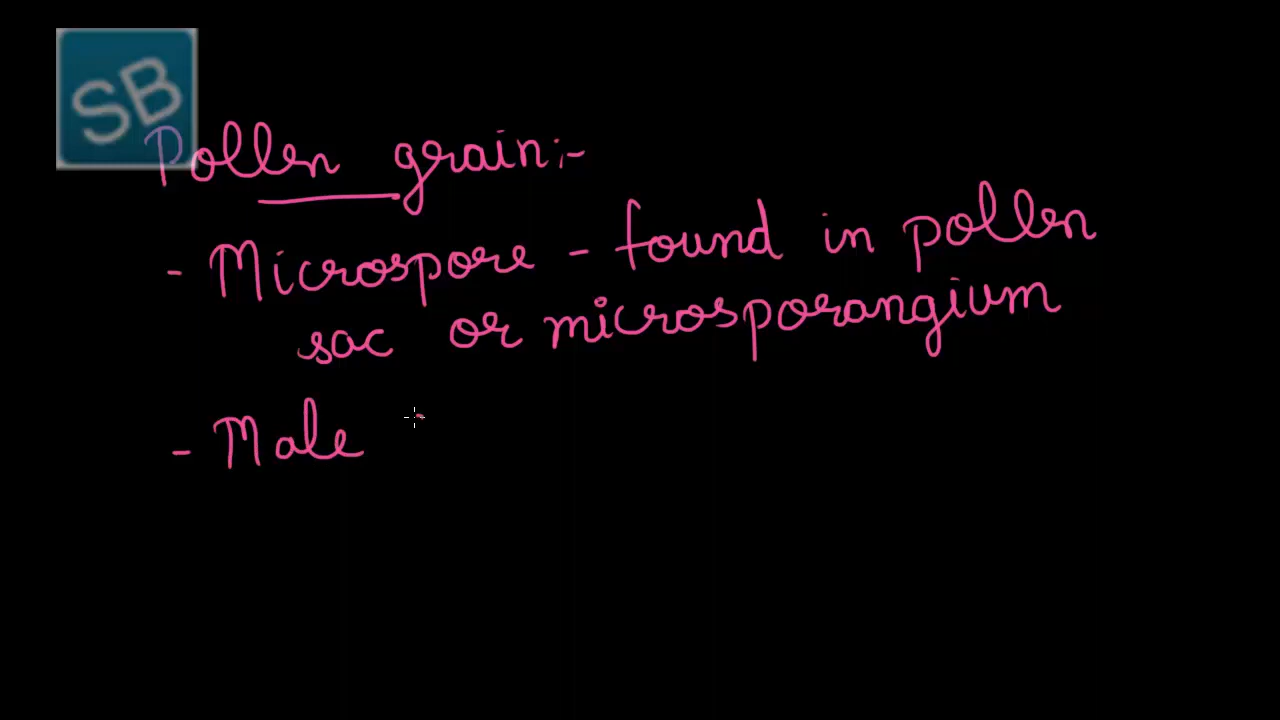 SB
Pollen grain:-
- Microspore - found in pollen
sac or microsporangium
- Male